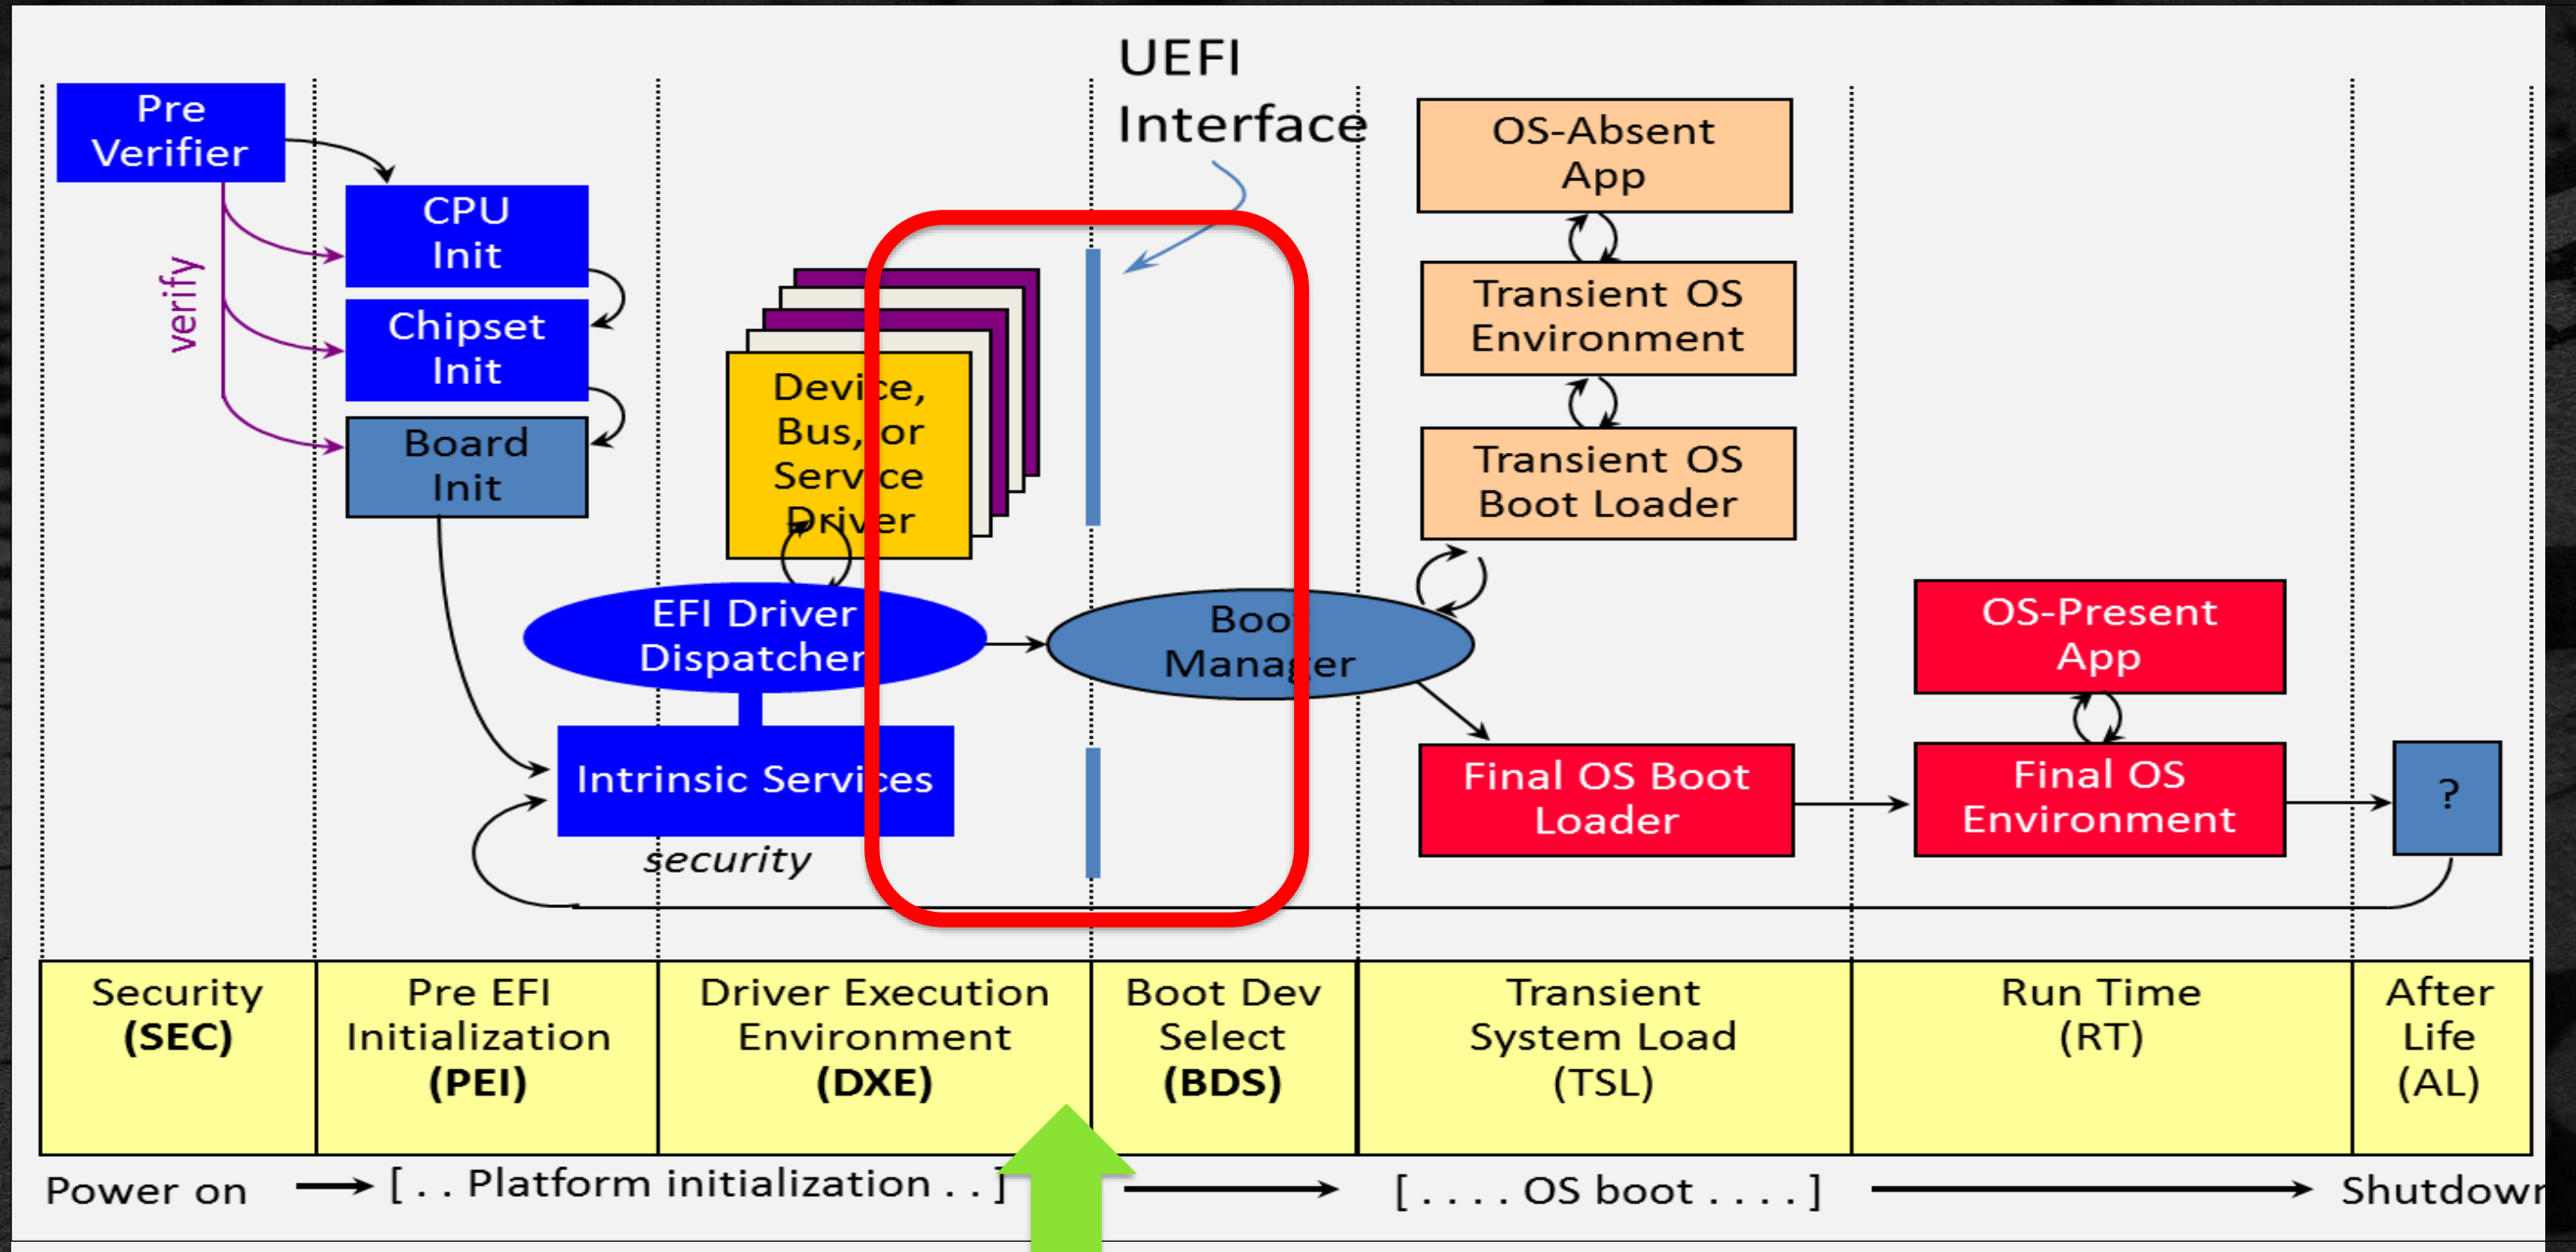 UEFI
Interface
Pre
Verifier
verify
CPU
Init
Chipset
Init
Board
Init
Device,
Bus, or
Service
Driver
EFI Driver
Dispatcher
Intrinsic Services
security
Boot
Manager
OS-Absent
App
Transient OS
Environment
Transient OS
Boot Loader
Final OS Boot
Loader
OS-Present
App
Final OS
Environment
?
Security
(SEC)
Pre EFI
Initialization
(PEI)
Driver Execution
Environment
(DXE)
Boot Dev
Select
(BDS)
Transient
System Load
(TSL)
Run Time
(RT)
After
Life
(AL)
Power on
[ . . Platform initialization . . ]
[ . . . . OS boot . . . . ]
Shutdown